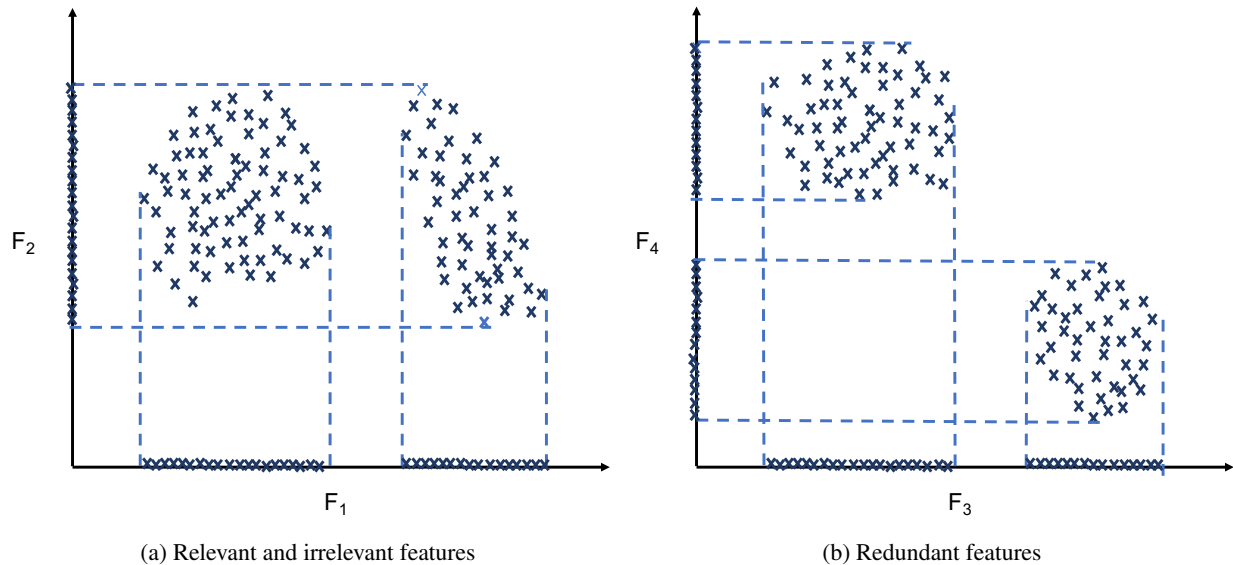 F₂
F₁
(a) Relevant and irrelevant features
F₄
F₃
(b) Redundant features